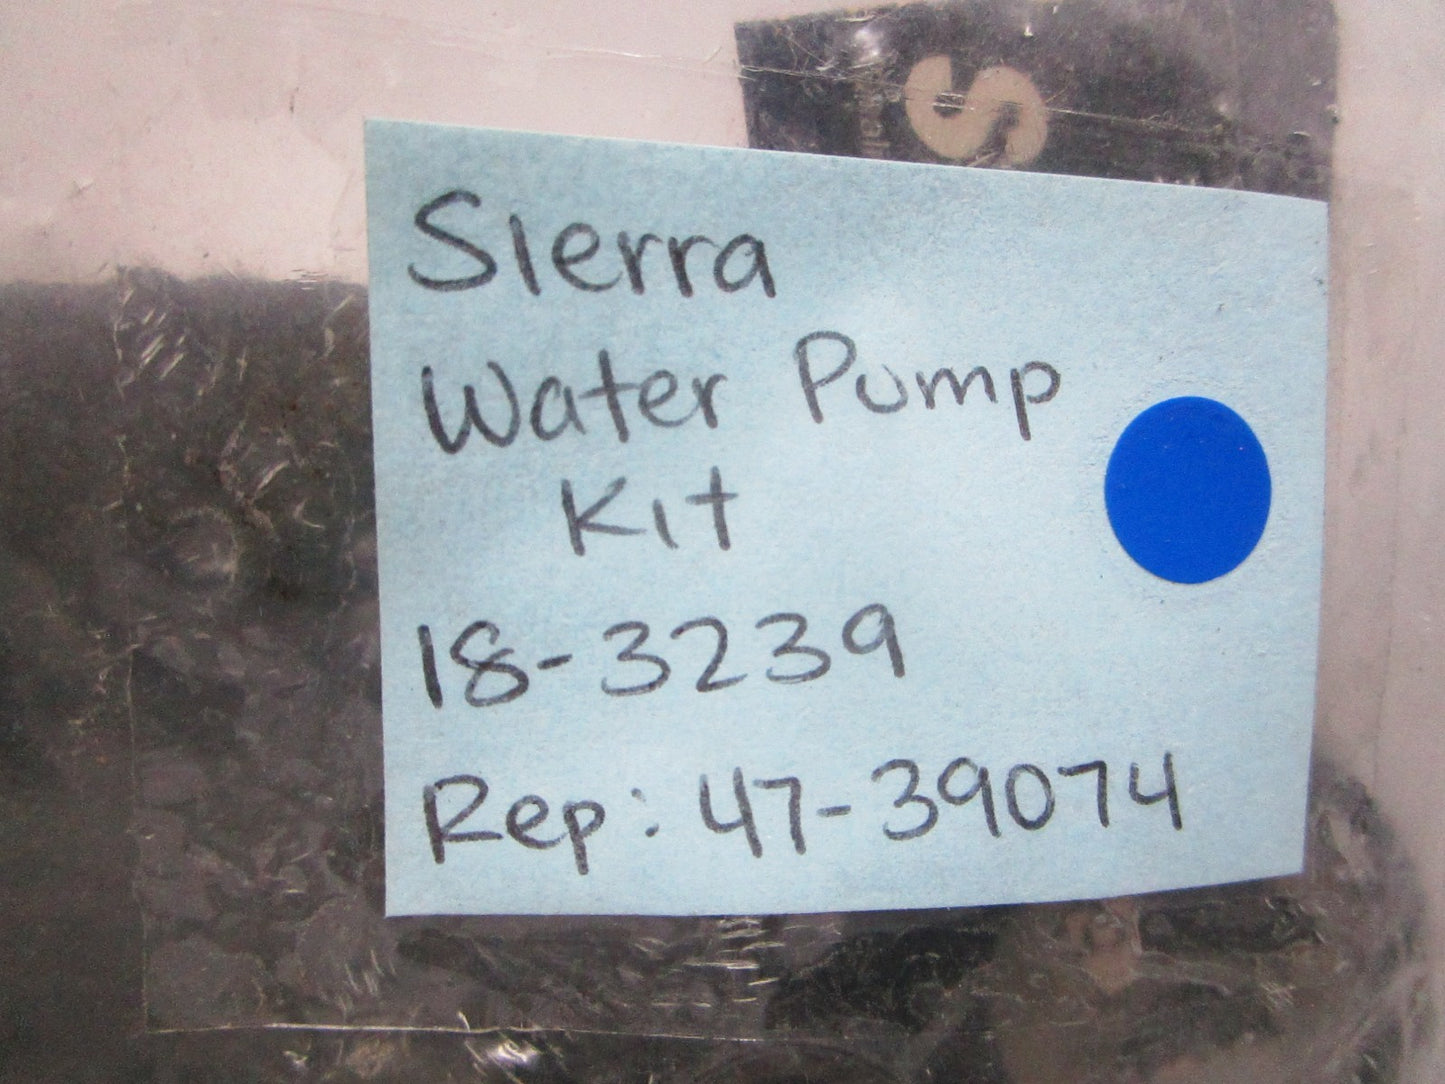 S
Sierra
Water Pump
Kit
18-3239
Rep: 47-39074